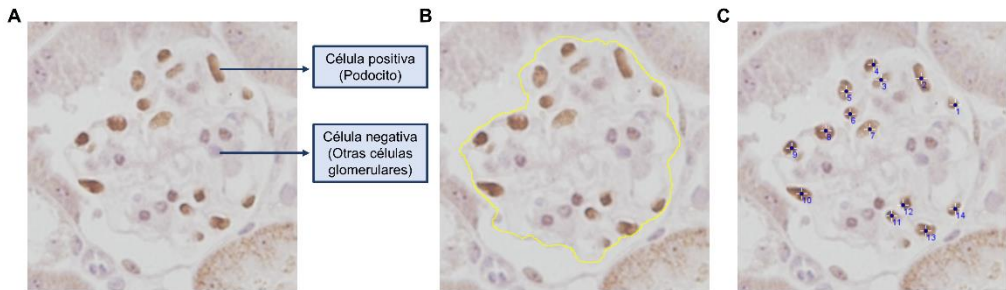 A
B
C
Célula positiva
(Podocito)
Célula negativa
(Otras células
glomerulares)
1
2
3
4
5
6
7
8
9
10
11
12
13
14